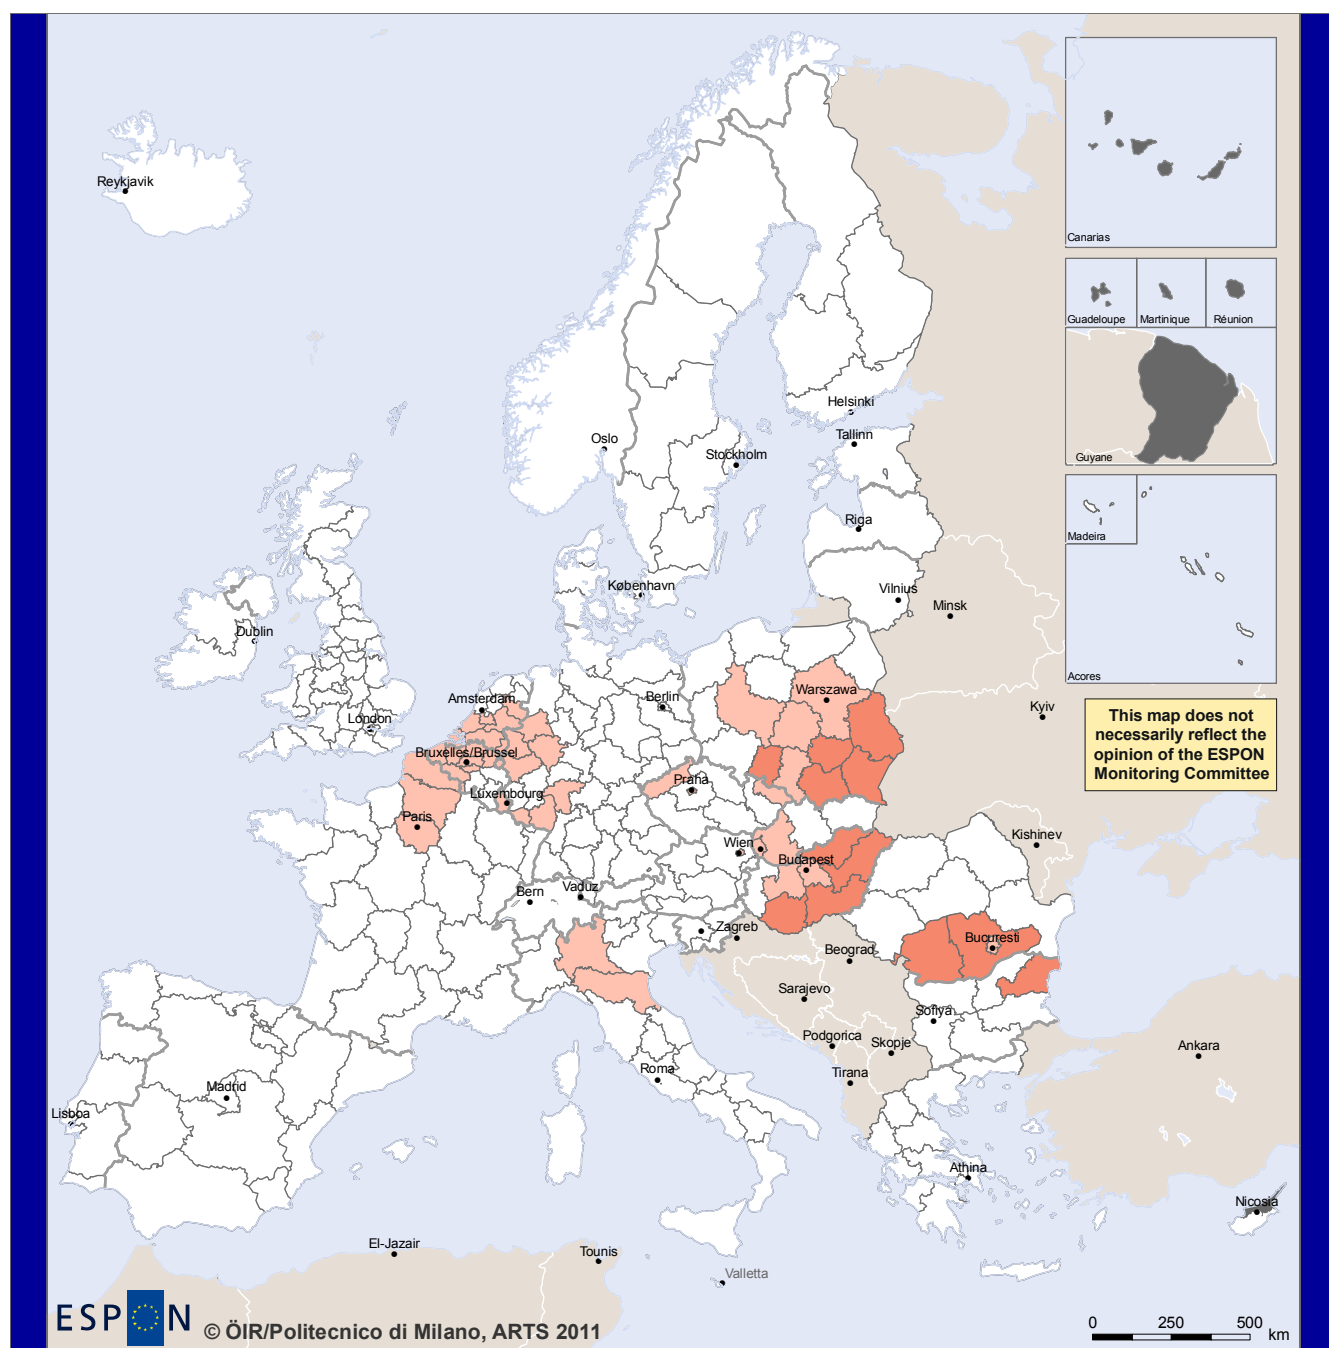 Canarias
Reykjavik
Guadeloupe
Martinique
Réunion
Guyane
Helsinki
Tallinn
Oslo
Stockholm
Riga
Madeira
København
Vilnius
Minsk
Dublin
Acores
Amsterdam
Berlin
Warszawa
London
Kyiv
This map does not
necessarily reflect the
opinion of the ESPON
Monitoring Committee
Bruxelles/Brussel
Praha
Luxembourg
Paris
Kishinev
Wien
Budapest
Bern
Vaduz
Zagreb
Bucuresti
Beograd
Sarajevo
Sofiya
Podgorica
Skopje
Ankara
Roma
Tirana
Madrid
Lisboa
Athina
Nicosia
El-Jazair
Tounis
Valletta
ESPON
© ÖIR/Politecnico di Milano, ARTS 2011
0 250 500
km